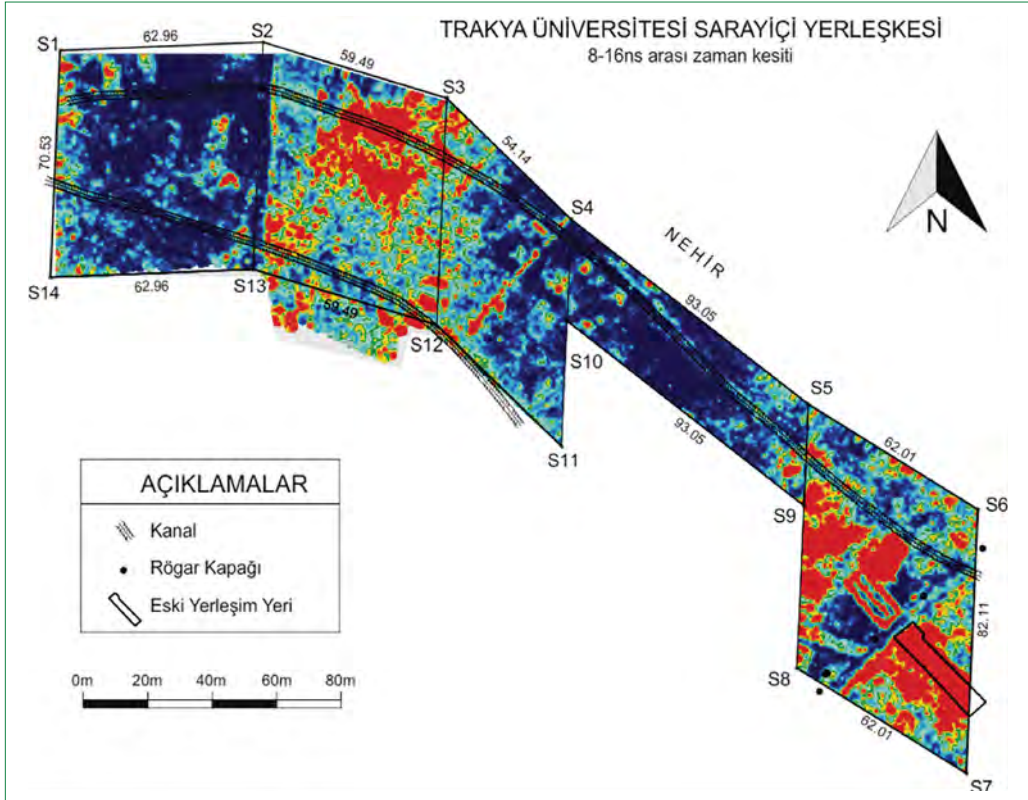 TRAKYA ÜNİVERSİTESİ SARAYİÇİ YERLEŞKESİ
8-16ns arası zaman kesiti
S1
62.96
S2
59.49
S3
54.14
S4
NEHİR
93.05
S5
62.01
S6
82.11
S7
62.01
S8
S9
93.05
S10
S11
S12
59.49
S13
62.96
S14
70.53
N
AÇIKLAMALAR
Kanal
Rögar Kapağı
Eski Yerleşim Yeri
0m 20m 40m 60m 80m